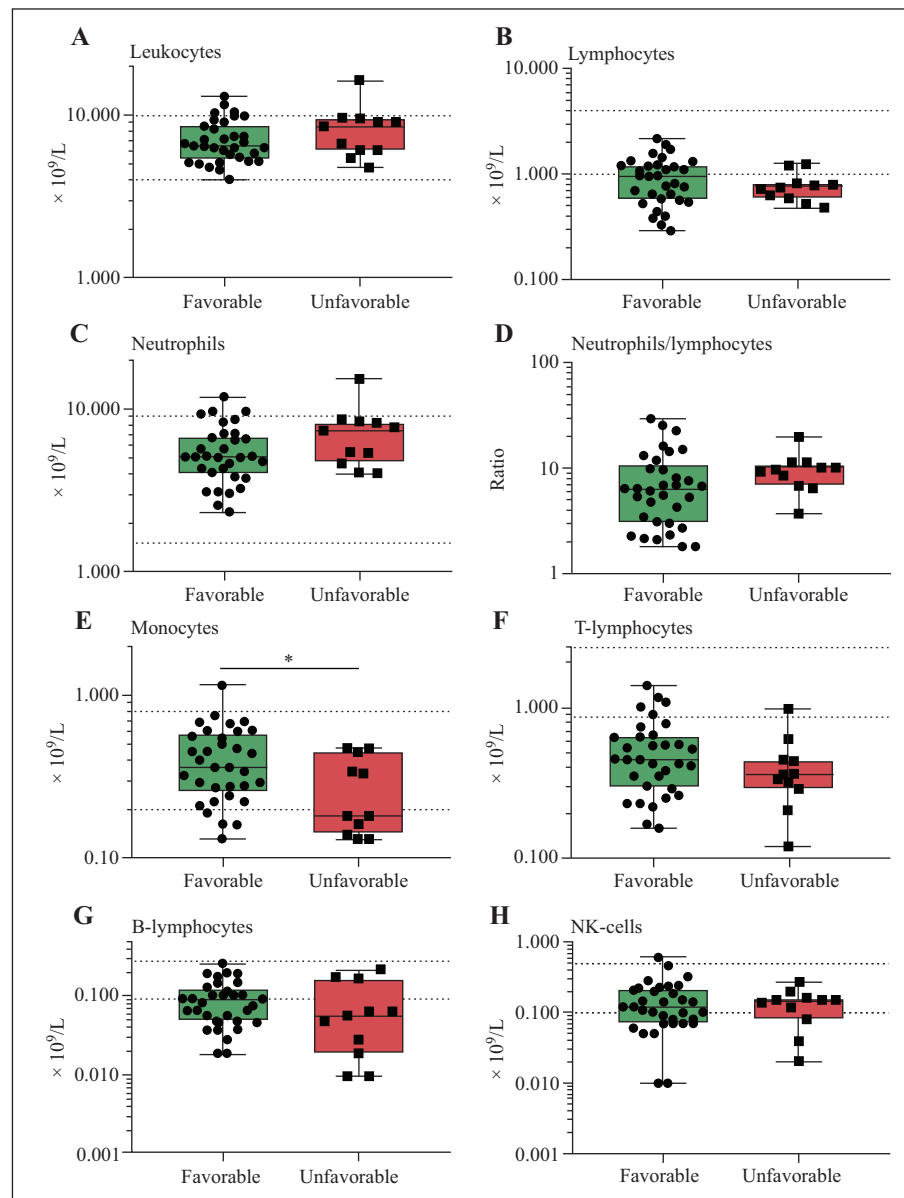 A
Leukocytes
10.000
1.000
× 10⁹/L
Favorable
Unfavorable
B
Lymphocytes
10.000
1.000
0.100
× 10⁹/L
Favorable
Unfavorable
C
Neutrophils
10.000
1.000
× 10⁹/L
Favorable
Unfavorable
D
Neutrophils/lymphocytes
100
10
1
Ratio
Favorable
Unfavorable
E
Monocytes
*
1.000
0.10
× 10⁹/L
Favorable
Unfavorable
F
T-lymphocytes
1.000
0.100
× 10⁹/L
Favorable
Unfavorable
G
B-lymphocytes
0.100
0.010
0.001
× 10⁹/L
Favorable
Unfavorable
H
NK-cells
1.000
0.100
0.010
0.001
× 10⁹/L
Favorable
Unfavorable